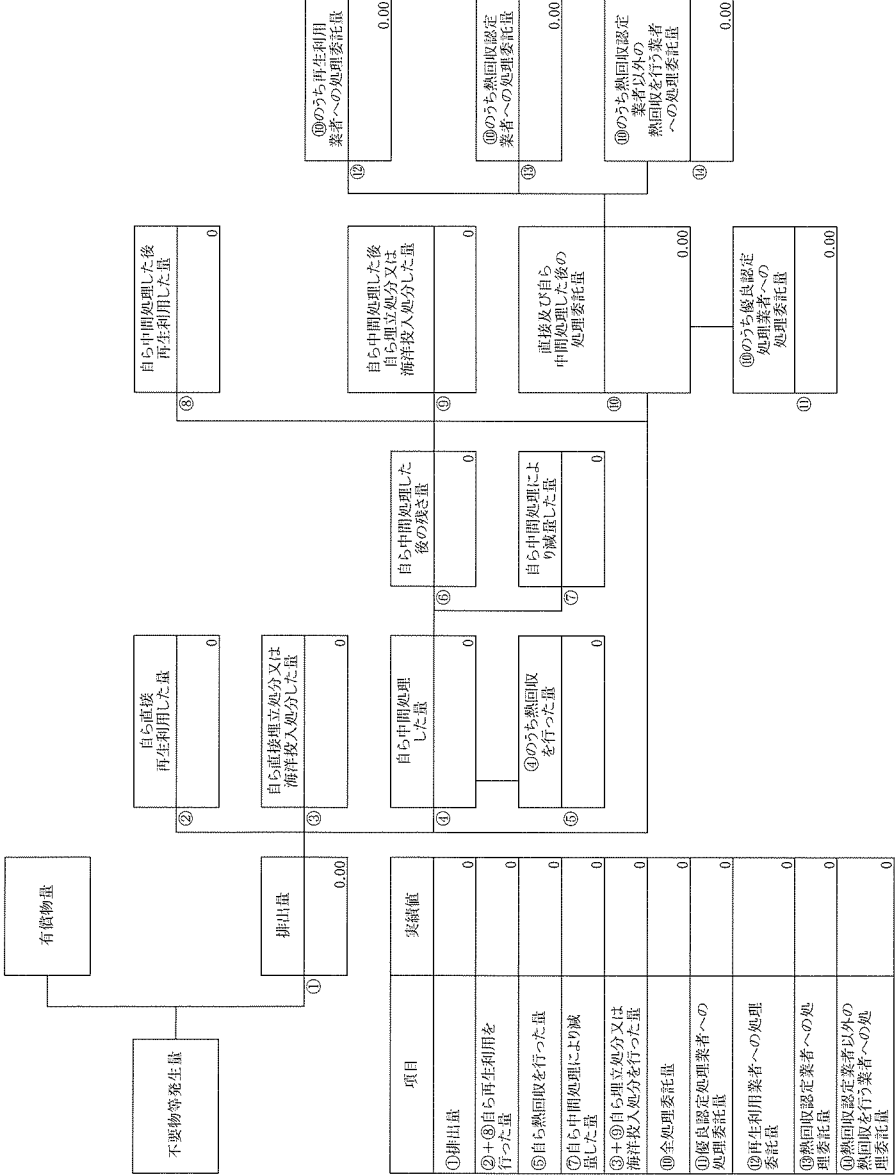 不要物等発生量
有償物量
①
排出量
0.00
②
自ら直接
再生利用した量
0
③
自ら直接埋立処分又は
海洋投入処分した量
0
④
自ら中間処理
した量
0
⑤
④のうち熱回収
を行った量
0
⑥
自ら中間処理した
後の残さ量
0
⑦
自ら中間処理によ
り減量した量
0
⑧
自ら中間処理した後
再生利用した量
0
⑨
自ら中間処理した後
自ら埋立処分又は
海洋投入処分した量
0
⑩
直接及び自ら
中間処理した後の
処理委託量
0.00
⑪
⑩のうち優良認定
処理業者への
処理委託量
0.00
⑫
⑩のうち再生利用
業者への処理委託量
0.00
⑬
⑩のうち熱回収認定
業者への処理委託量
0.00
⑭
⑩のうち熱回収認定
業者以外の
熱回収を行う業者
への処理委託量
0.00
項目
実績値
①排出量
0
②+⑧自ら再生利用を
行った量
0
⑤自ら熱回収を行った量
0
⑦自ら中間処理により減
量した量
0
③+⑨自ら埋立処分又は
海洋投入処分を行った量
0
⑩全処理委託量
0
⑪優良認定処理業者への
処理委託量
0
⑫再生利用業者への処理
委託量
0
⑬熱回収認定業者への処
理委託量
0
⑭熱回収認定業者以外の
熱回収を行う業者への処
理委託量
0